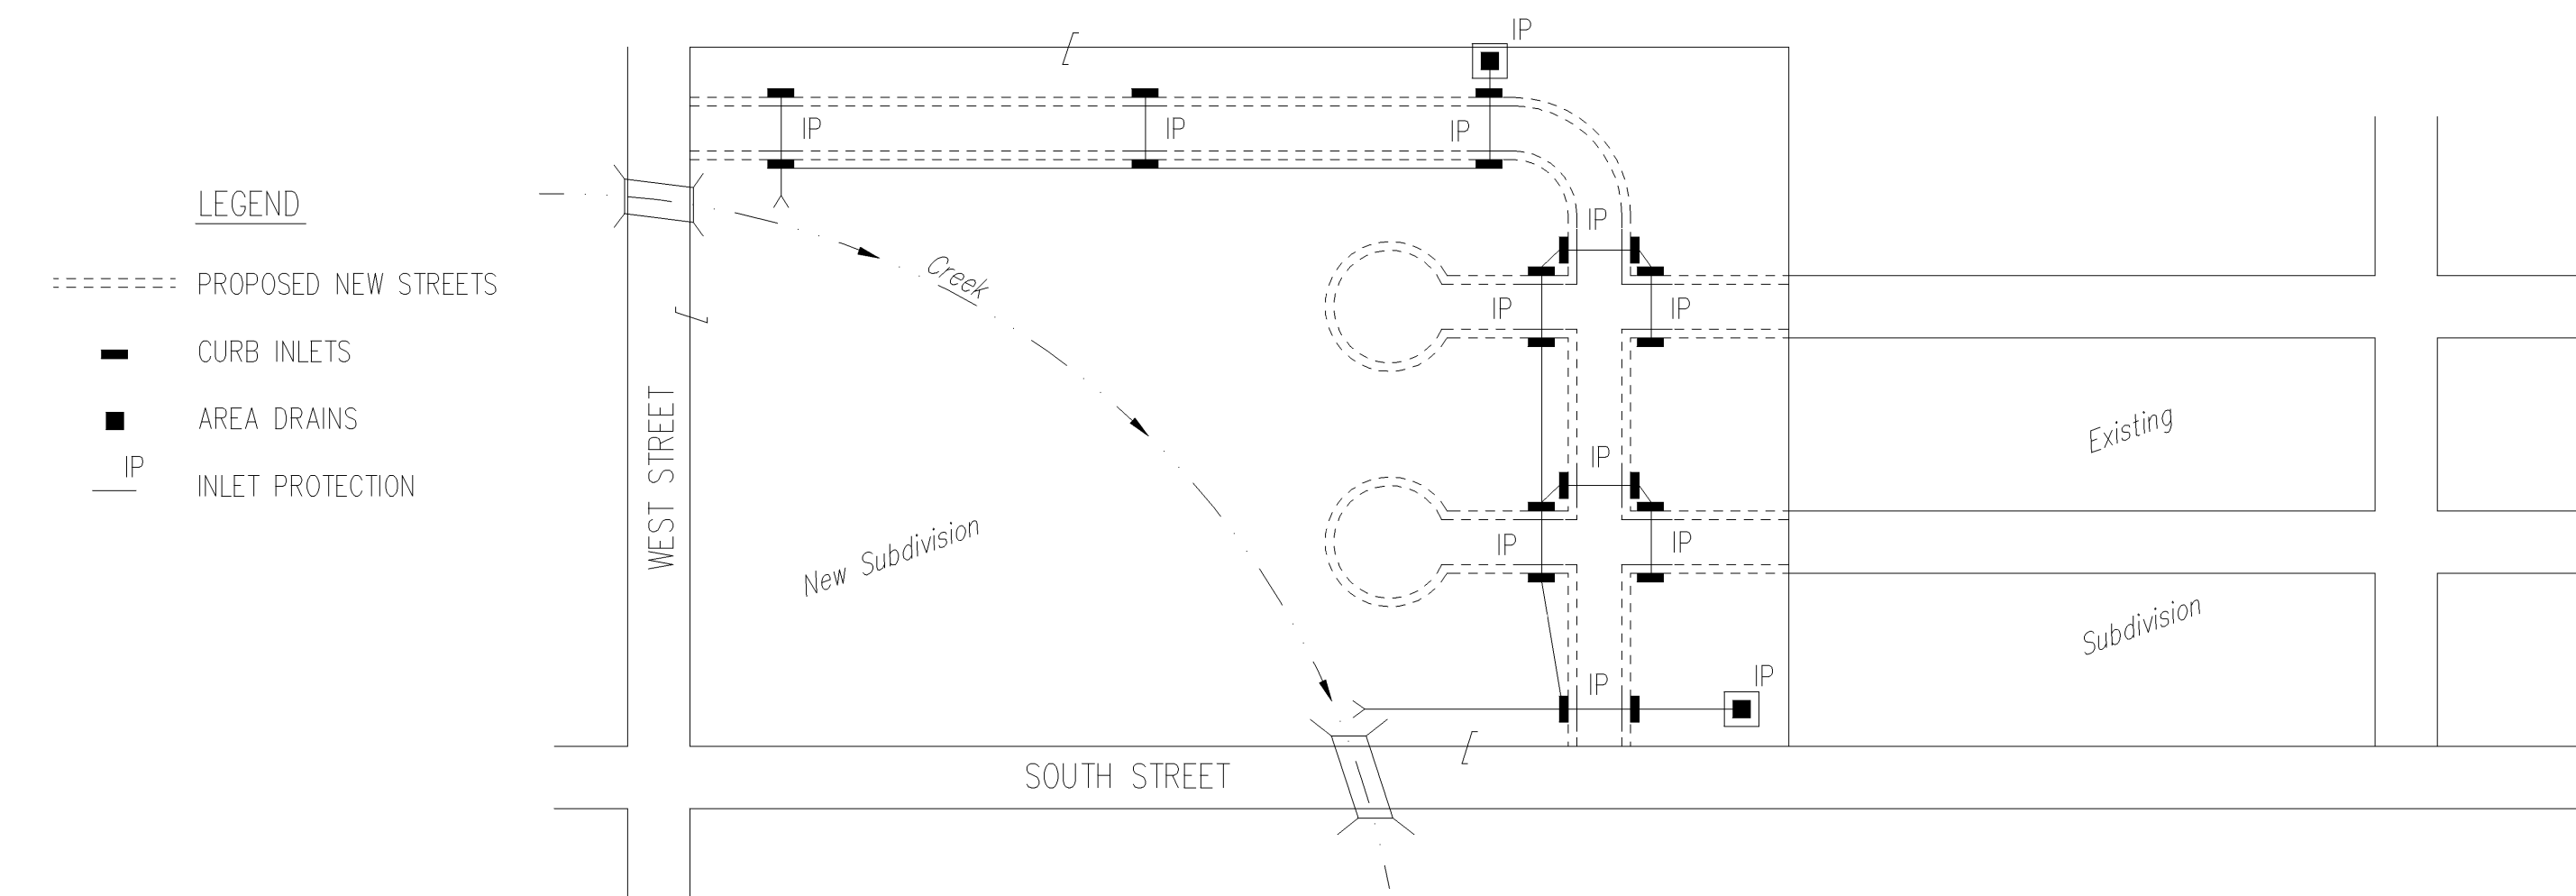 IP
IP
IP
IP
LEGEND
IP
Creek
PROPOSED NEW STREETS
IP
IP
CURB INLETS
AREA DRAINS
Existing
IP
IP
INLET PROTECTION
WEST STREET
New Subdivision
IP
IP
Subdivision
IP
IP
SOUTH STREET